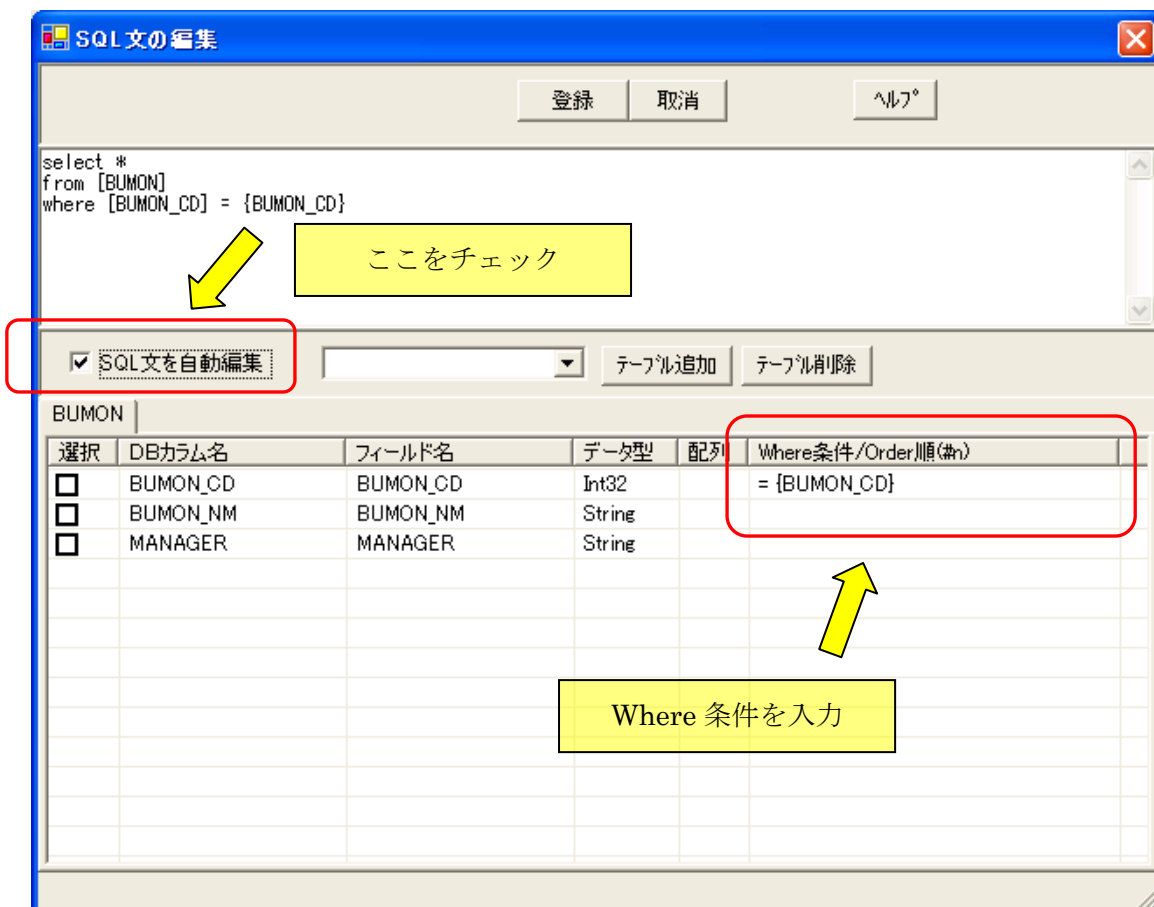 SQL文の編集
登録 取消 ﾍﾙﾌﾟ
select *
from [BUMON]
where [BUMON_CD] = {BUMON_CD}
ここをチェック
SQL文を自動編集 ﾃｰﾌﾞﾙ追加 ﾃｰﾌﾞﾙ削除
BUMON
選択 DBカラム名 フィールド名 データ型 配列 Where条件/Order順(#n)
BUMON_CD BUMON_CD Int32 = {BUMON_CD}
BUMON_NM BUMON_NM String
MANAGER MANAGER String
Where 条件を入力